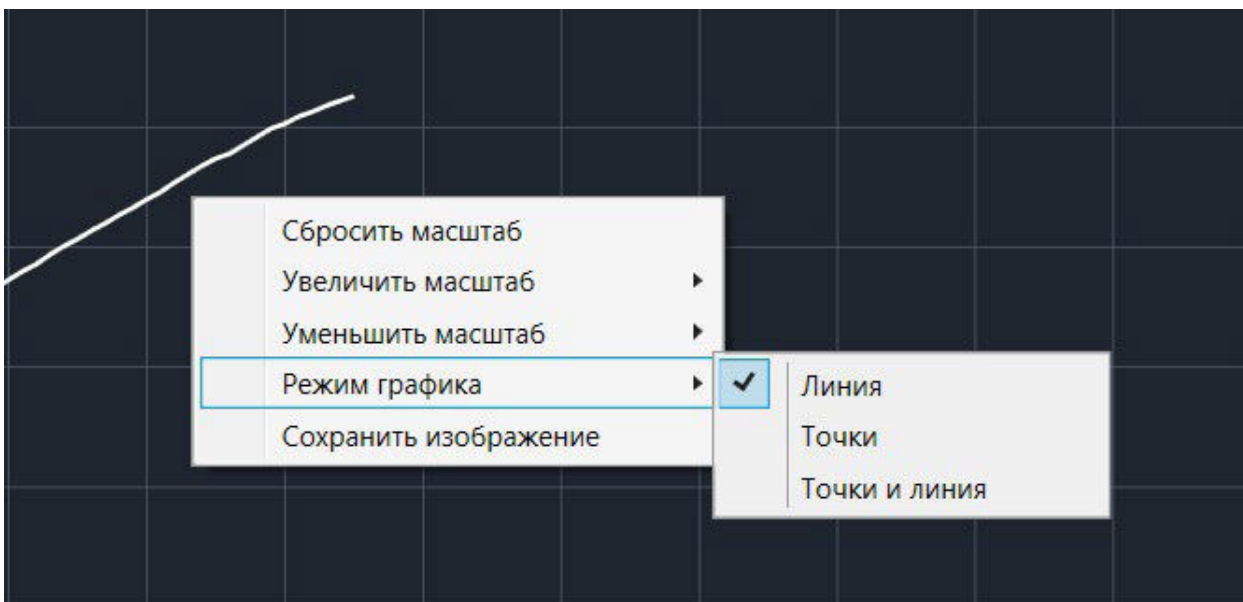 Сбросить масштаб
Увеличить масштаб
Уменьшить масштаб
Режим графика
Сохранить изображение
Линия
Точки
Точки и линия